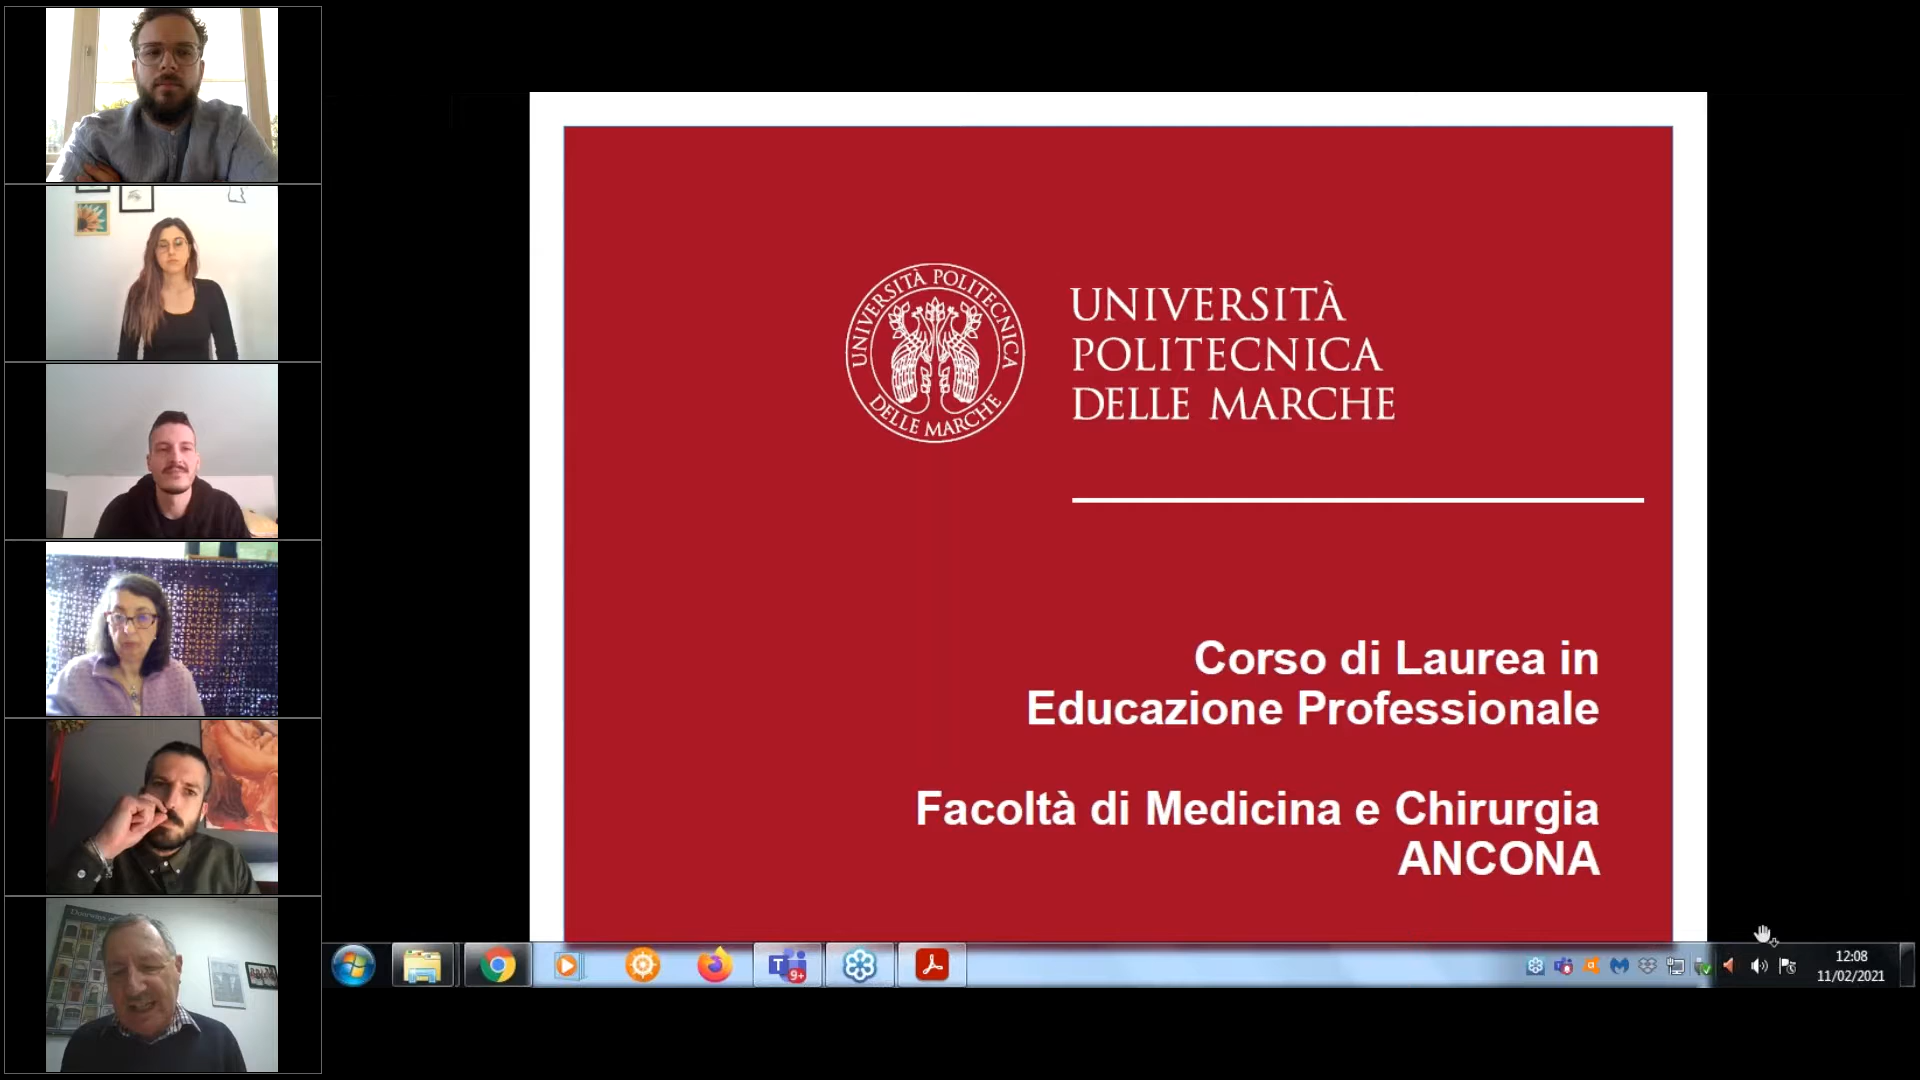 UNIVERSITÀ POLITECNICA
DELLE MARCHE
UNIVERSITÀ
POLITECNICA
DELLE MARCHE
Corso di Laurea in
Educazione Professionale
Facoltà di Medicina e Chirurgia
ANCONA
T
9+
12:08
11/02/2021